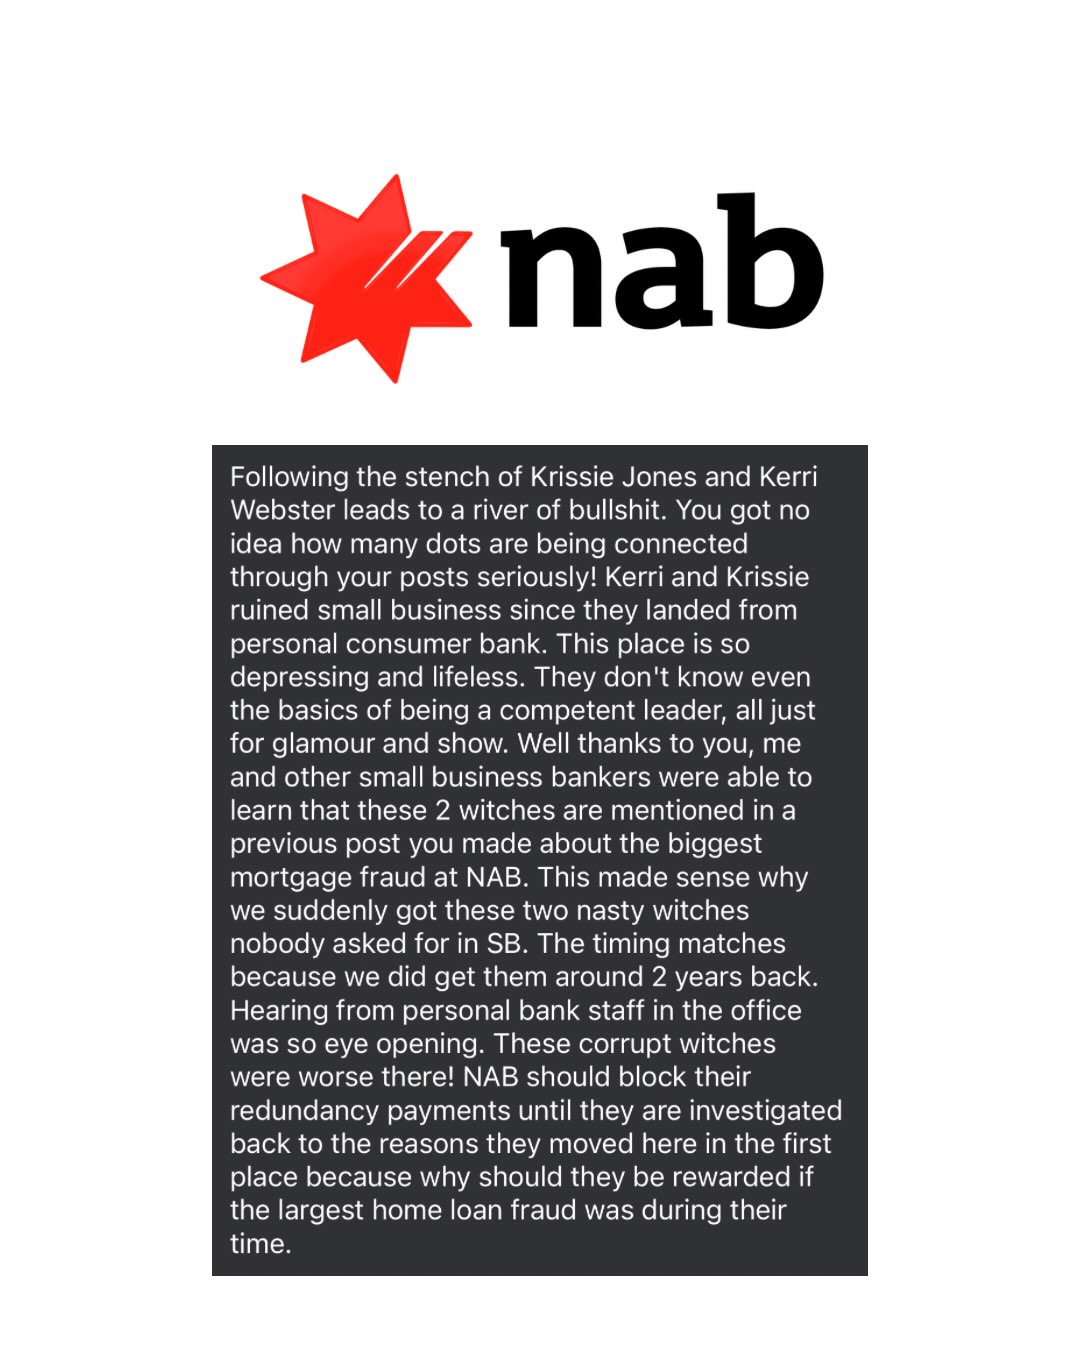 nab
Following the stench of Krissie Jones and Kerri
Webster leads to a river of bullshit. You got no
idea how many dots are being connected
through your posts seriously! Kerri and Krissie
ruined small business since they landed from
personal consumer bank. This place is so
depressing and lifeless. They don't know even
the basics of being a competent leader, all just
for glamour and show. Well thanks to you, me
and other small business bankers were able to
learn that these 2 witches are mentioned in a
previous post you made about the biggest
mortgage fraud at NAB. This made sense why
we suddenly got these two nasty witches
nobody asked for in SB. The timing matches
because we did get them around 2 years back.
Hearing from personal bank staff in the office
was so eye opening. These corrupt witches
were worse there! NAB should block their
redundancy payments until they are investigated
back to the reasons they moved here in the first
place because why should they be rewarded if
the largest home loan fraud was during their
time.